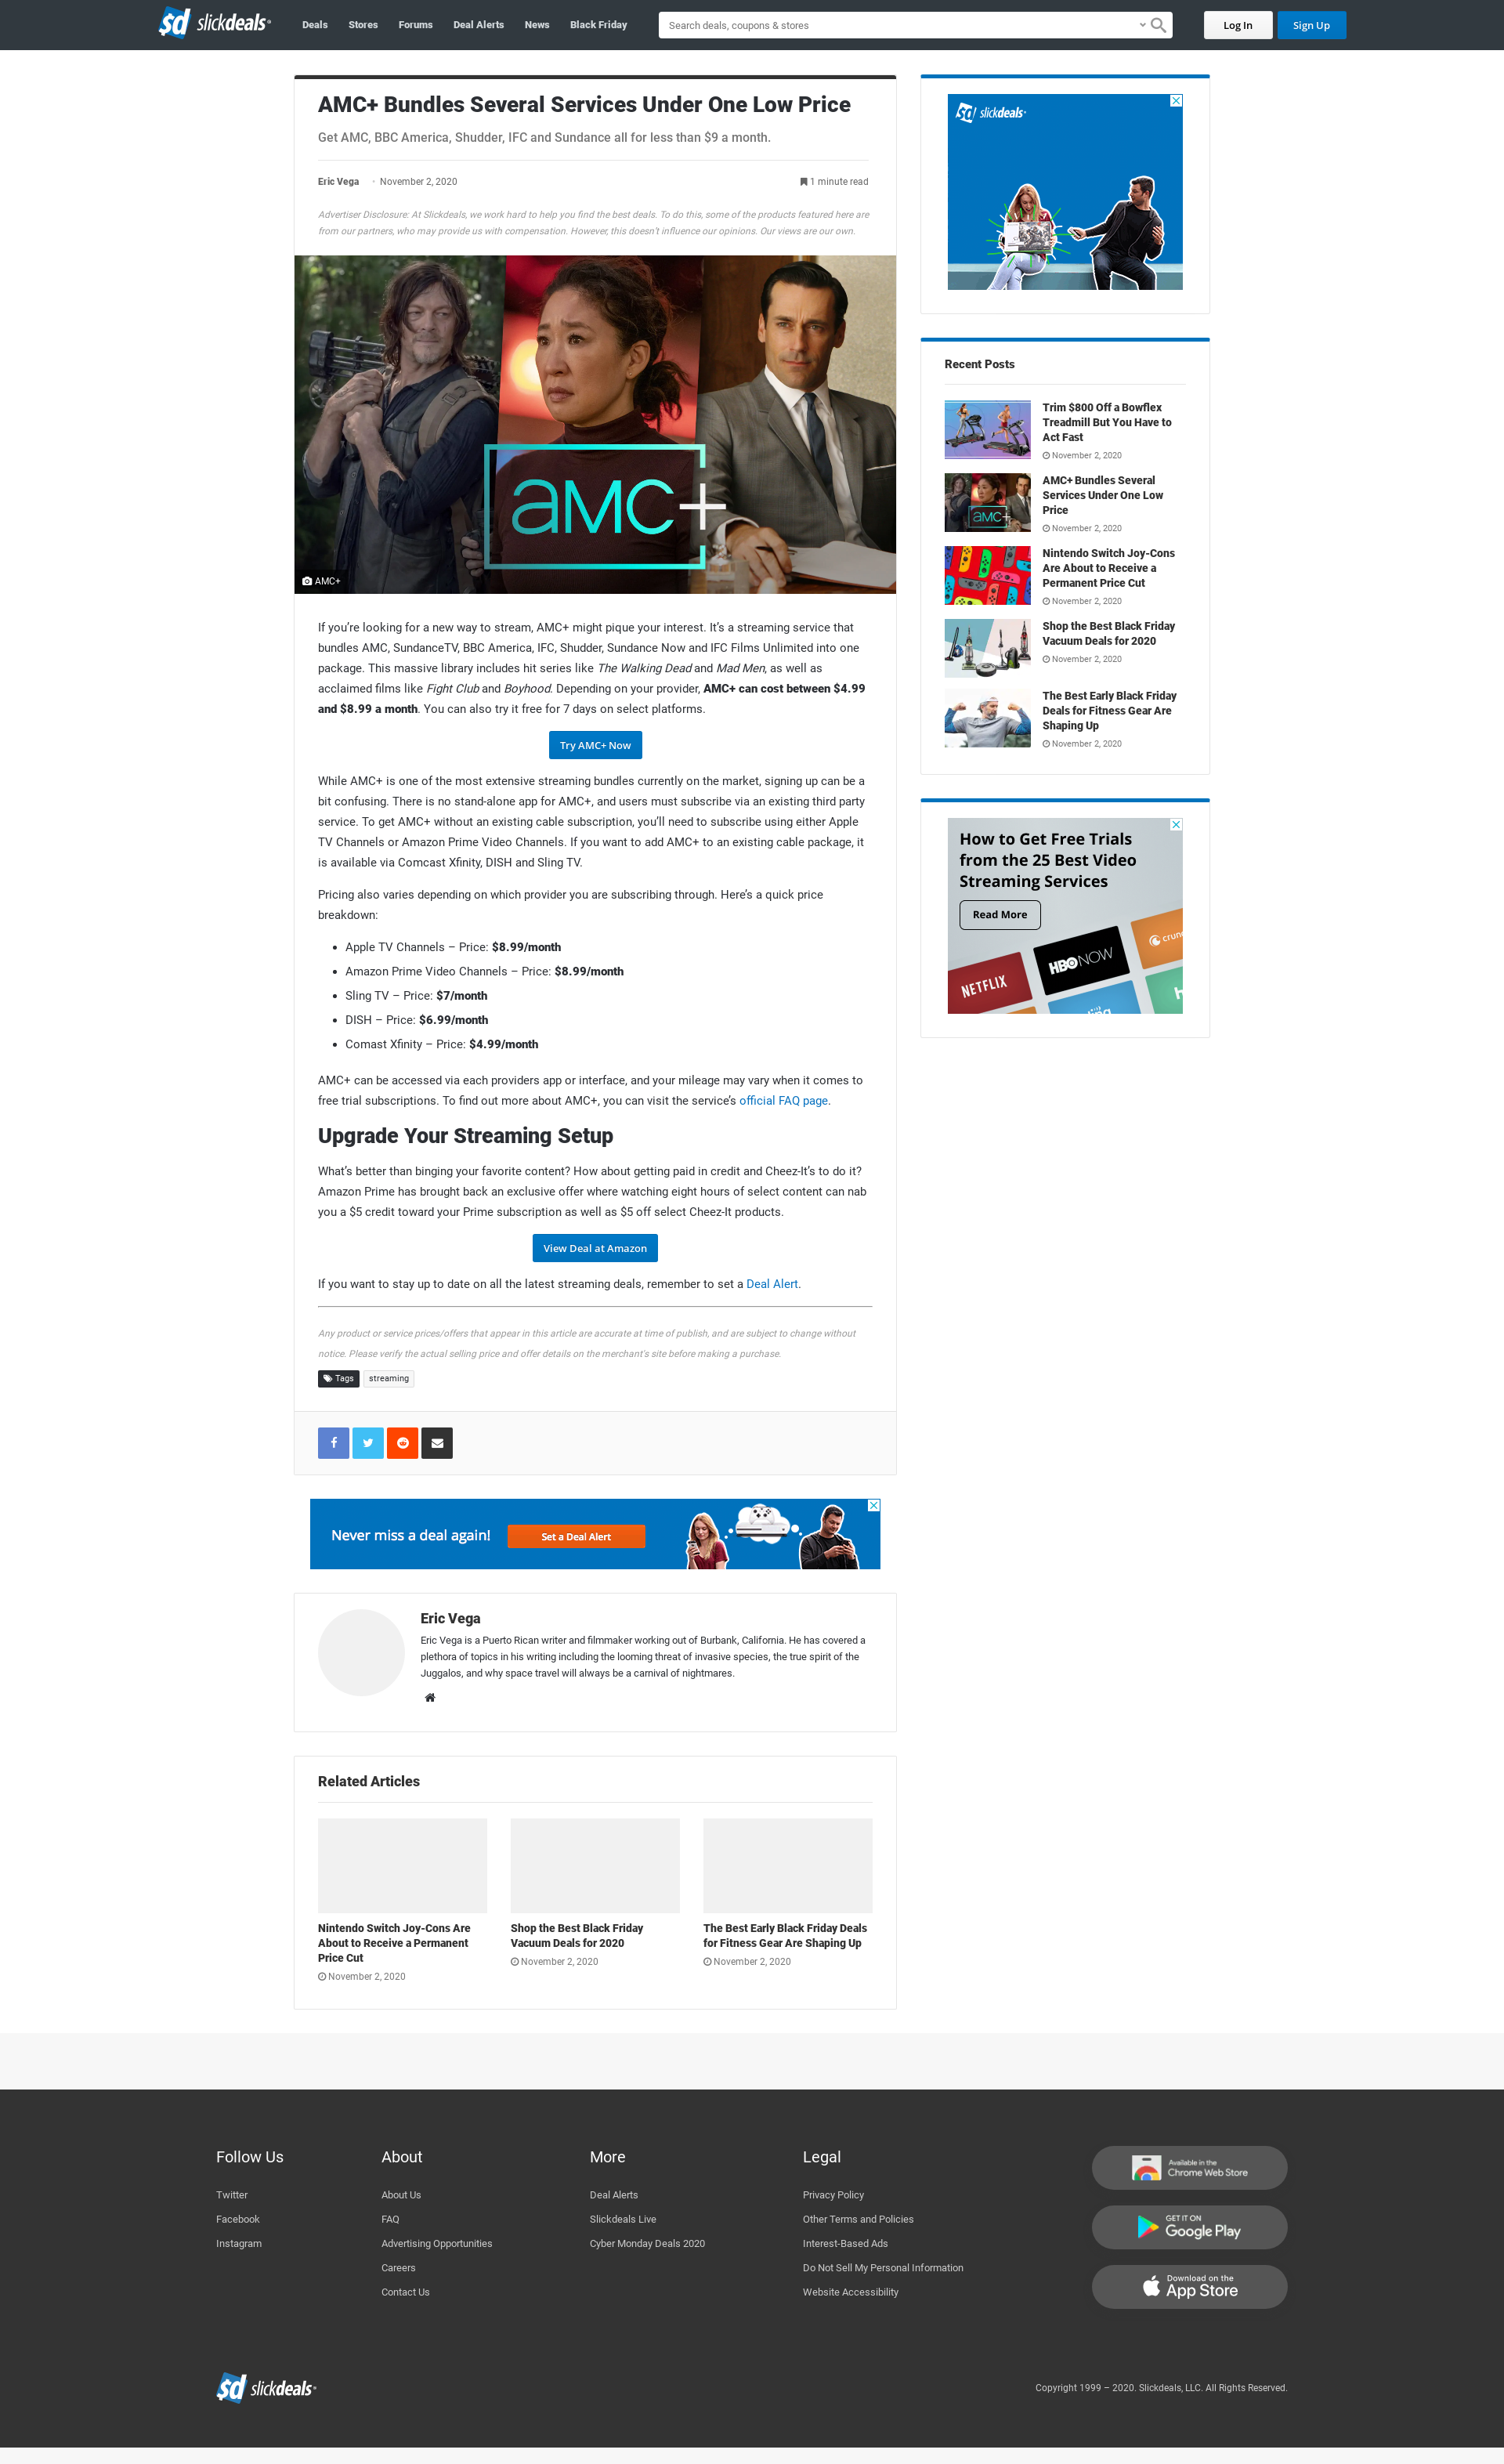 $d slickdeals
Deals
Stores
Forums
Deal Alerts
News
Black Friday
Search deals, coupons & stores
Log In
Sign Up
AMC+ Bundles Several Services Under One Low Price
Get AMC, BBC America, Shudder, IFC and Sundance all for less than $9 a month.
Eric Vega
November 2, 2020
1 minute read
Advertiser Disclosure: At Slickdeals, we work hard to help you find the best deals. To do this, some of the products featured here are
from our partners, who may provide us with compensation. However, this doesn't influence our opinions. Our views are our own.
aMC+
AMC+
If you’re looking for a new way to stream, AMC+ might pique your interest. It’s a streaming service that
bundles AMC, SundanceTV, BBC America, IFC, Shudder, Sundance Now and IFC Films Unlimited into one
package. This massive library includes hit series like The Walking Dead and Mad Men, as well as
acclaimed films like Fight Club and Boyhood. Depending on your provider, AMC+ can cost between $4.99
and $8.99 a month. You can also try it free for 7 days on select platforms.
Try AMC+ Now
While AMC+ is one of the most extensive streaming bundles currently on the market, signing up can be a
bit confusing. There is no stand-alone app for AMC+, and users must subscribe via an existing third party
service. To get AMC+ without an existing cable subscription, you’ll need to subscribe using either Apple
TV Channels or Amazon Prime Video Channels. If you want to add AMC+ to an existing cable package, it
is available via Comcast Xfinity, DISH and Sling TV.
Pricing also varies depending on which provider you are subscribing through. Here’s a quick price
breakdown:
Apple TV Channels – Price: $8.99/month
Amazon Prime Video Channels – Price: $8.99/month
Sling TV – Price: $7/month
DISH – Price: $6.99/month
Comast Xfinity – Price: $4.99/month
AMC+ can be accessed via each providers app or interface, and your mileage may vary when it comes to
free trial subscriptions. To find out more about AMC+, you can visit the service’s official FAQ page.
Upgrade Your Streaming Setup
What’s better than binging your favorite content? How about getting paid in credit and Cheez-It’s to do it?
Amazon Prime has brought back an exclusive offer where watching eight hours of select content can nab
you a $5 credit toward your Prime subscription as well as $5 off select Cheez-It products.
View Deal at Amazon
If you want to stay up to date on all the latest streaming deals, remember to set a Deal Alert.
Any product or service prices/offers that appear in this article are accurate at time of publish, and are subject to change without
notice. Please verify the actual selling price and offer details on the merchant's site before making a purchase.
Tags
streaming
Never miss a deal again!
Set a Deal Alert
Eric Vega
Eric Vega is a Puerto Rican writer and filmmaker working out of Burbank, California. He has covered a
plethora of topics in his writing including the looming threat of invasive species, the true spirit of the
Juggalos, and why space travel will always be a carnival of nightmares.
Related Articles
Nintendo Switch Joy-Cons Are
About to Receive a Permanent
Price Cut
November 2, 2020
Shop the Best Black Friday
Vacuum Deals for 2020
November 2, 2020
The Best Early Black Friday Deals
for Fitness Gear Are Shaping Up
November 2, 2020
$d slickdeals
Recent Posts
Trim $800 Off a Bowflex
Treadmill But You Have to
Act Fast
November 2, 2020
aMC+
AMC+ Bundles Several
Services Under One Low
Price
November 2, 2020
Nintendo Switch Joy-Cons
Are About to Receive a
Permanent Price Cut
November 2, 2020
Shop the Best Black Friday
Vacuum Deals for 2020
November 2, 2020
The Best Early Black Friday
Deals for Fitness Gear Are
Shaping Up
November 2, 2020
How to Get Free Trials
from the 25 Best Video
Streaming Services
Read More
NETFLIX
HBO NOW
Follow Us
Twitter
Facebook
Instagram
About
About Us
FAQ
Advertising Opportunities
Careers
Contact Us
More
Deal Alerts
Slickdeals Live
Cyber Monday Deals 2020
Legal
Privacy Policy
Other Terms and Policies
Interest-Based Ads
Do Not Sell My Personal Information
Website Accessibility
Available in the
Chrome Web Store
GET IT ON
Google Play
Download on the
App Store
$d slickdeals
Copyright 1999 – 2020. Slickdeals, LLC. All Rights Reserved.